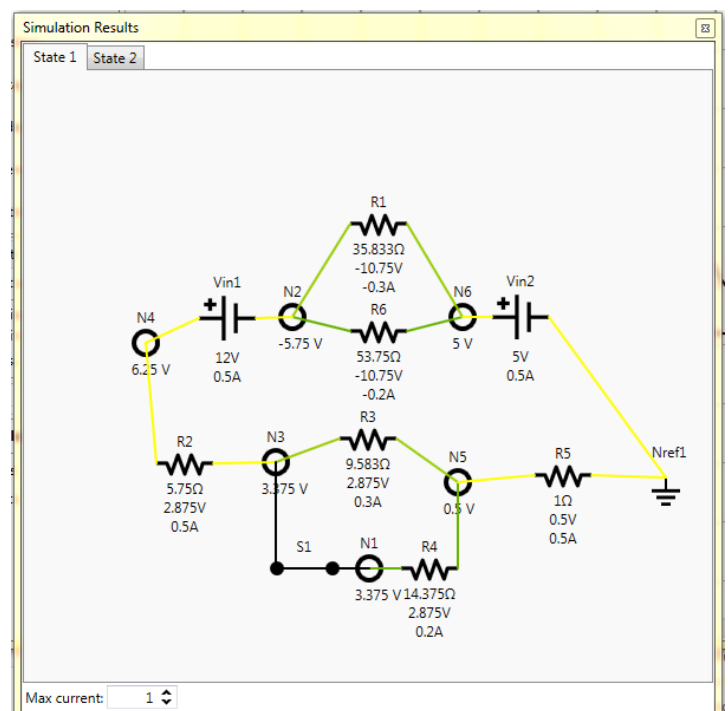 Simulation Results
State 1
State 2
R1
35.833Ω
-10.75V
-0.3A
Vin1
+
12V
0.5A
N2
-5.75 V
R6
53.75Ω
-10.75V
-0.2A
N6
5 V
Vin2
+
5V
0.5A
N4
6.25 V
R2
5.75Ω
2.875V
0.5A
N3
3.375 V
R3
9.583Ω
2.875V
0.3A
N5
0.5 V
R5
1Ω
0.5V
0.5A
Nref1
S1
N1
3.375 V
R4
14.375Ω
2.875V
0.2A
Max current: 1